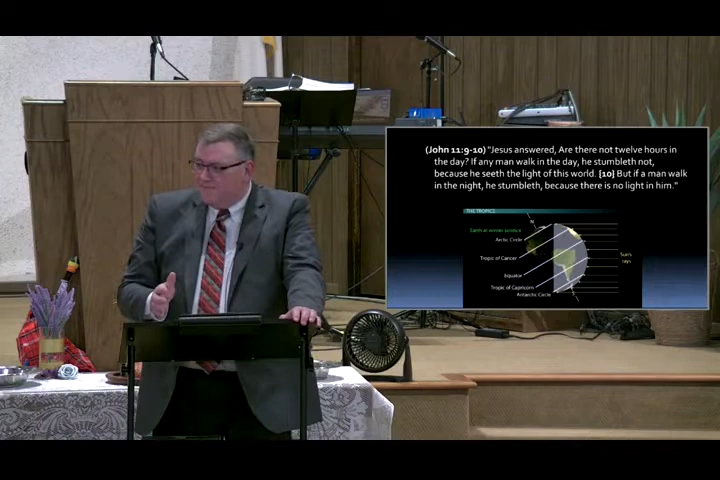 (John 11:9-10) "Jesus answered, Are there not twelve hours in
the day? If any man walk in the day, he stumbleth not,
because he seeth the light of this world. [10] But if a man walk
in the night, he stumbleth, because there is no light in him."
THE TROPICS
N
Earth at winter solstice
Arctic Circle
Tropic of Cancer
Equator
Tropic of Capricorn
Antarctic Circle
Sun's
rays